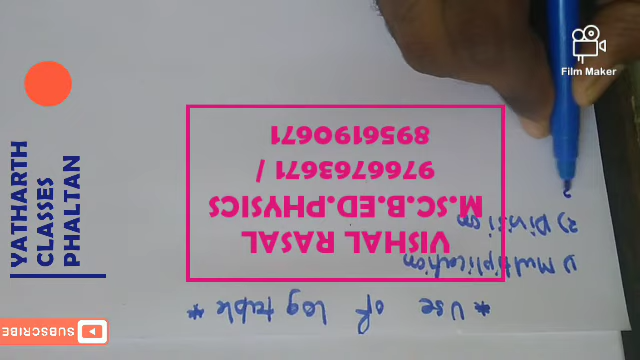 * Use of Log table *
1) Multiplication
2) Division
VISHAL RASAL
M.SC.B.ED.PHYSICS
9766763671 /
8956190671
YATHARTH
CLASSES
PHALTAN
Film Maker
SUBSCRIBE